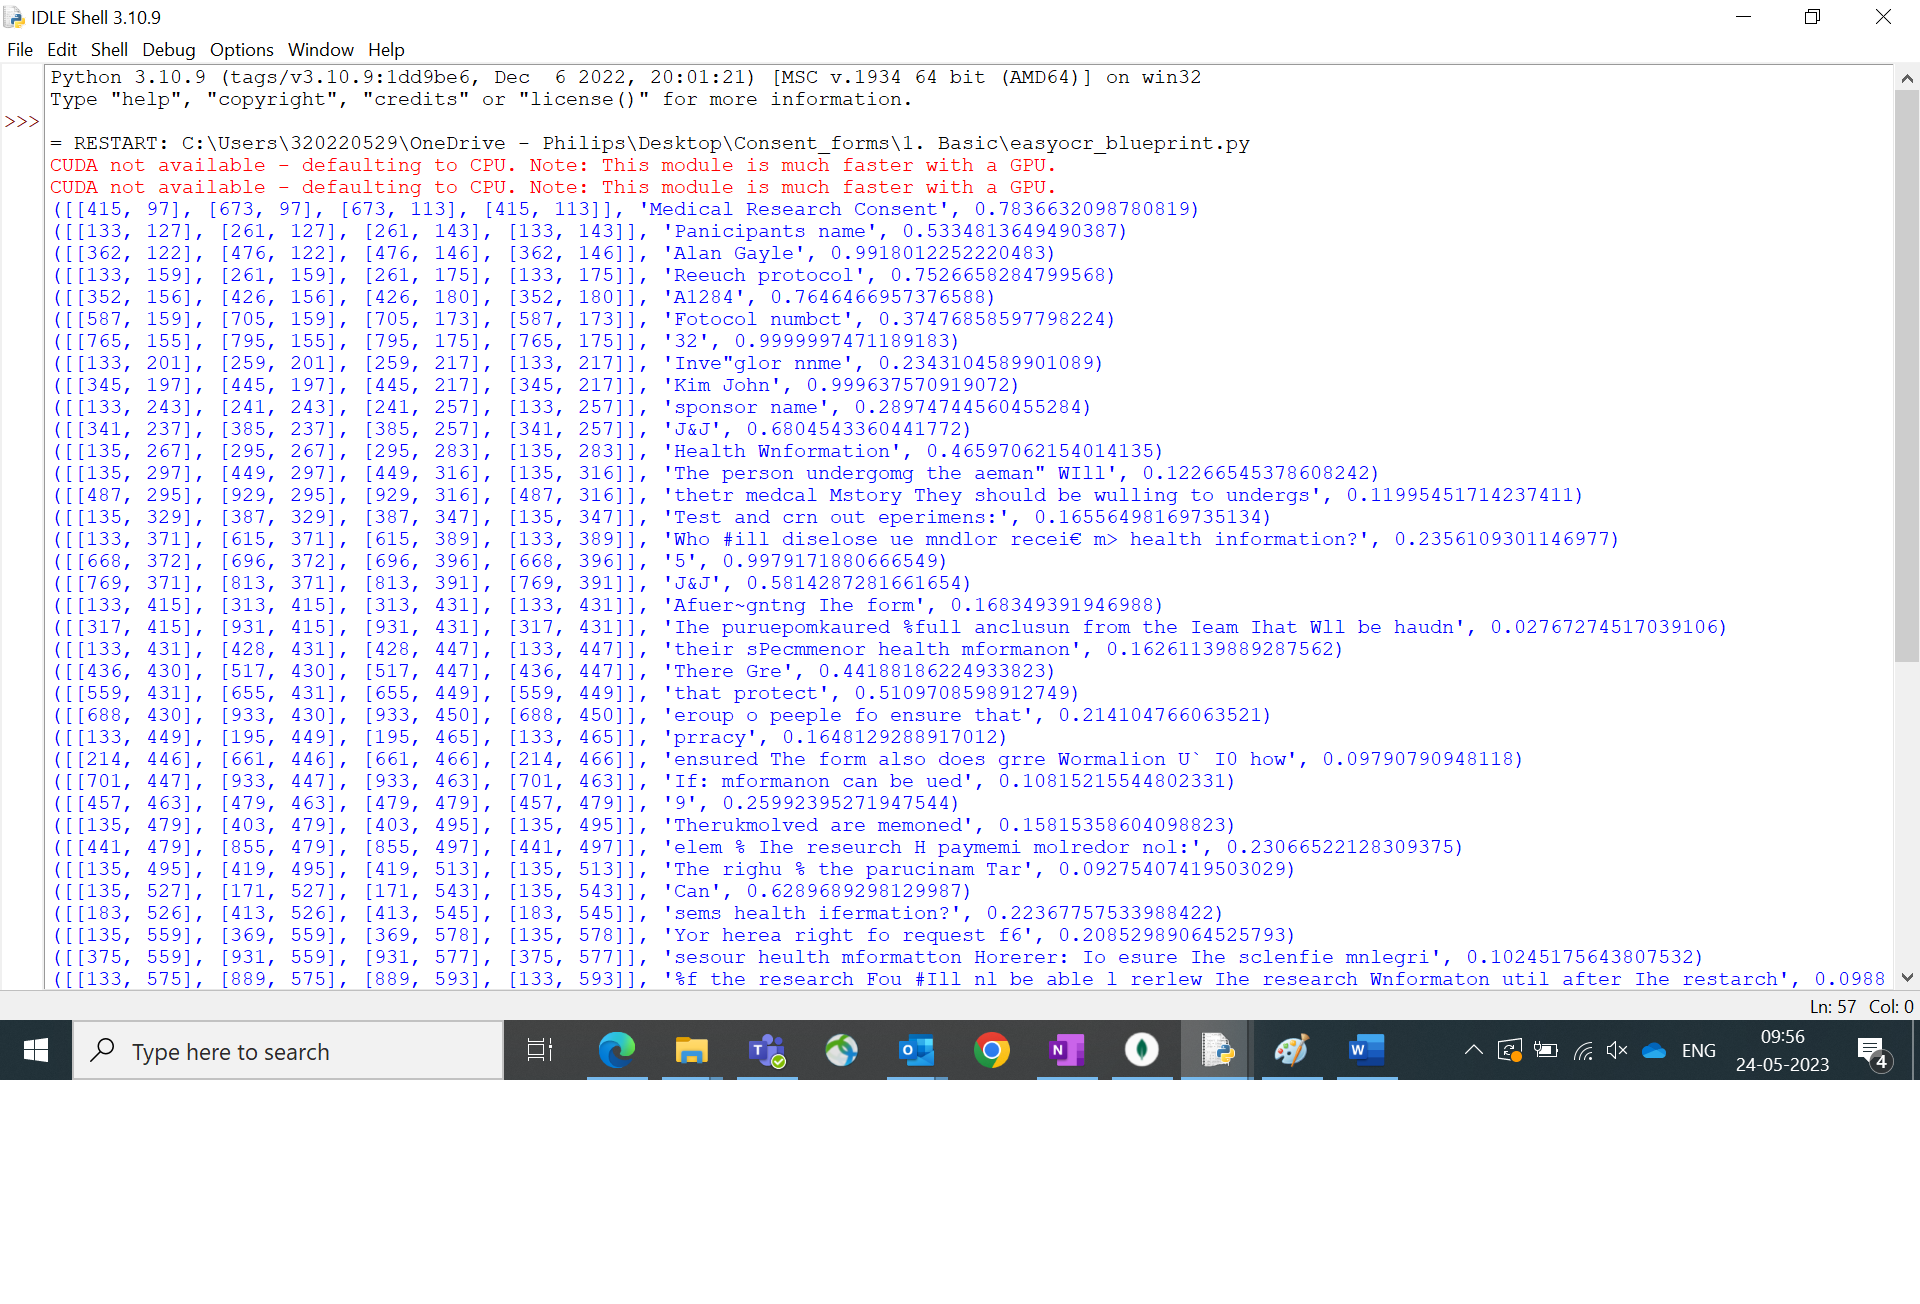 IDLE Shell 3.10.9
File Edit Shell Debug Options Window Help
Python 3.10.9 (tags/v3.10.9:1dd9be6, Dec  6 2022, 20:01:21) [MSC v.1934 64 bit (AMD64)] on win32
Type "help", "copyright", "credits" or "license()" for more information.
>>>
= RESTART: C:\Users\320220529\OneDrive - Philips\Desktop\Consent_forms\1. Basic\easyocr_blueprint.py
CUDA not available - defaulting to CPU. Note: This module is much faster with a GPU.
CUDA not available - defaulting to CPU. Note: This module is much faster with a GPU.
([[415, 97], [673, 97], [673, 113], [415, 113]], 'Medical Research Consent', 0.7836632098780819)
([[133, 127], [261, 127], [261, 143], [133, 143]], 'Panicipants name', 0.5334813649490387)
([[362, 122], [476, 122], [476, 146], [362, 146]], 'Alan Gayle', 0.9918012252220483)
([[133, 159], [261, 159], [261, 175], [133, 175]], 'Reeuch protocol', 0.7526658284799568)
([[352, 156], [426, 156], [426, 180], [352, 180]], 'A1284', 0.7646466957376588)
([[587, 159], [705, 159], [705, 173], [587, 173]], 'Fotocol numbct', 0.37476858597798224)
([[765, 155], [795, 155], [795, 175], [765, 175]], '32', 0.9999997471189183)
([[133, 201], [259, 201], [259, 217], [133, 217]], 'Inve"glor nnme', 0.2343104589901089)
([[345, 197], [445, 197], [445, 217], [345, 217]], 'Kim John', 0.999637570919072)
([[133, 243], [241, 243], [241, 257], [133, 257]], 'sponsor name', 0.28974744560455284)
([[341, 237], [385, 237], [385, 257], [341, 257]], 'J&J', 0.6804543360441772)
([[135, 267], [295, 267], [295, 283], [135, 283]], 'Health Wnformation', 0.46597062154014135)
([[135, 297], [449, 297], [449, 316], [135, 316]], 'The person undergomg the aeman" WIll', 0.12266545378608242)
([[487, 295], [929, 295], [929, 316], [487, 316]], 'thetr medcal Mstory They should be wulling to undergs', 0.11995451714237411)
([[135, 329], [387, 329], [387, 347], [135, 347]], 'Test and crn out eperimens:', 0.16556498169735134)
([[133, 371], [615, 371], [615, 389], [133, 389]], 'Who #ill diselose ue mndlor recei€ m> health information?', 0.2356109301146977)
([[668, 372], [696, 372], [696, 396], [668, 396]], '5', 0.9979171880666549)
([[769, 371], [813, 371], [813, 391], [769, 391]], 'J&J', 0.5814287281661654)
([[133, 415], [313, 415], [313, 431], [133, 431]], 'Afuer~gntng Ihe form', 0.168349391946988)
([[317, 415], [931, 415], [931, 431], [317, 431]], 'Ihe puruepomkaured %full anclusun from the Ieam Ihat Wll be haudn', 0.02767274517039106)
([[133, 431], [428, 431], [428, 447], [133, 447]], 'their sPecmmenor health mformanon', 0.16261139889287562)
([[436, 430], [517, 430], [517, 447], [436, 447]], 'There Gre', 0.44188186224933823)
([[559, 431], [655, 431], [655, 449], [559, 449]], 'that protect', 0.5109708598912749)
([[688, 430], [933, 430], [933, 450], [688, 450]], 'eroup o peeple fo ensure that', 0.214104766063521)
([[133, 449], [195, 449], [195, 465], [133, 465]], 'prracy', 0.1648129288917012)
([[214, 446], [661, 446], [661, 466], [214, 466]], 'ensured The form also does grre Wormalion U` I0 how', 0.09790790948118)
([[701, 447], [933, 447], [933, 463], [701, 463]], 'If: mformanon can be ued', 0.10815215544802331)
([[457, 463], [479, 463], [479, 479], [457, 479]], '9', 0.25992395271947544)
([[135, 479], [403, 479], [403, 495], [135, 495]], 'Therukmolved are memoned', 0.15815358604098823)
([[441, 479], [855, 479], [855, 497], [441, 497]], 'elem % Ihe reseurch H paymemi molredor nol:', 0.23066522128309375)
([[135, 495], [419, 495], [419, 513], [135, 513]], 'The righu % the parucinam Tar', 0.09275407419503029)
([[135, 527], [171, 527], [171, 543], [135, 543]], 'Can', 0.6289689298129987)
([[183, 526], [413, 526], [413, 545], [183, 545]], 'sems health ifermation?', 0.22367757533988422)
([[135, 559], [369, 559], [369, 578], [135, 578]], 'Yor herea right fo request f6', 0.20852989064525793)
([[375, 559], [931, 559], [931, 577], [375, 577]], 'sesour heulth mformatton Horerer: Io esure Ihe sclenfie mnlegri', 0.10245175643807532)
([[133, 575], [889, 575], [889, 593], [133, 593]], '%f the research Fou #Ill nl be able l rerlew Ihe research Wnformaton util after Ihe restarch', 0.0988
Ln: 57 Col: 0
Type here to search
ENG
09:56
24-05-2023
4